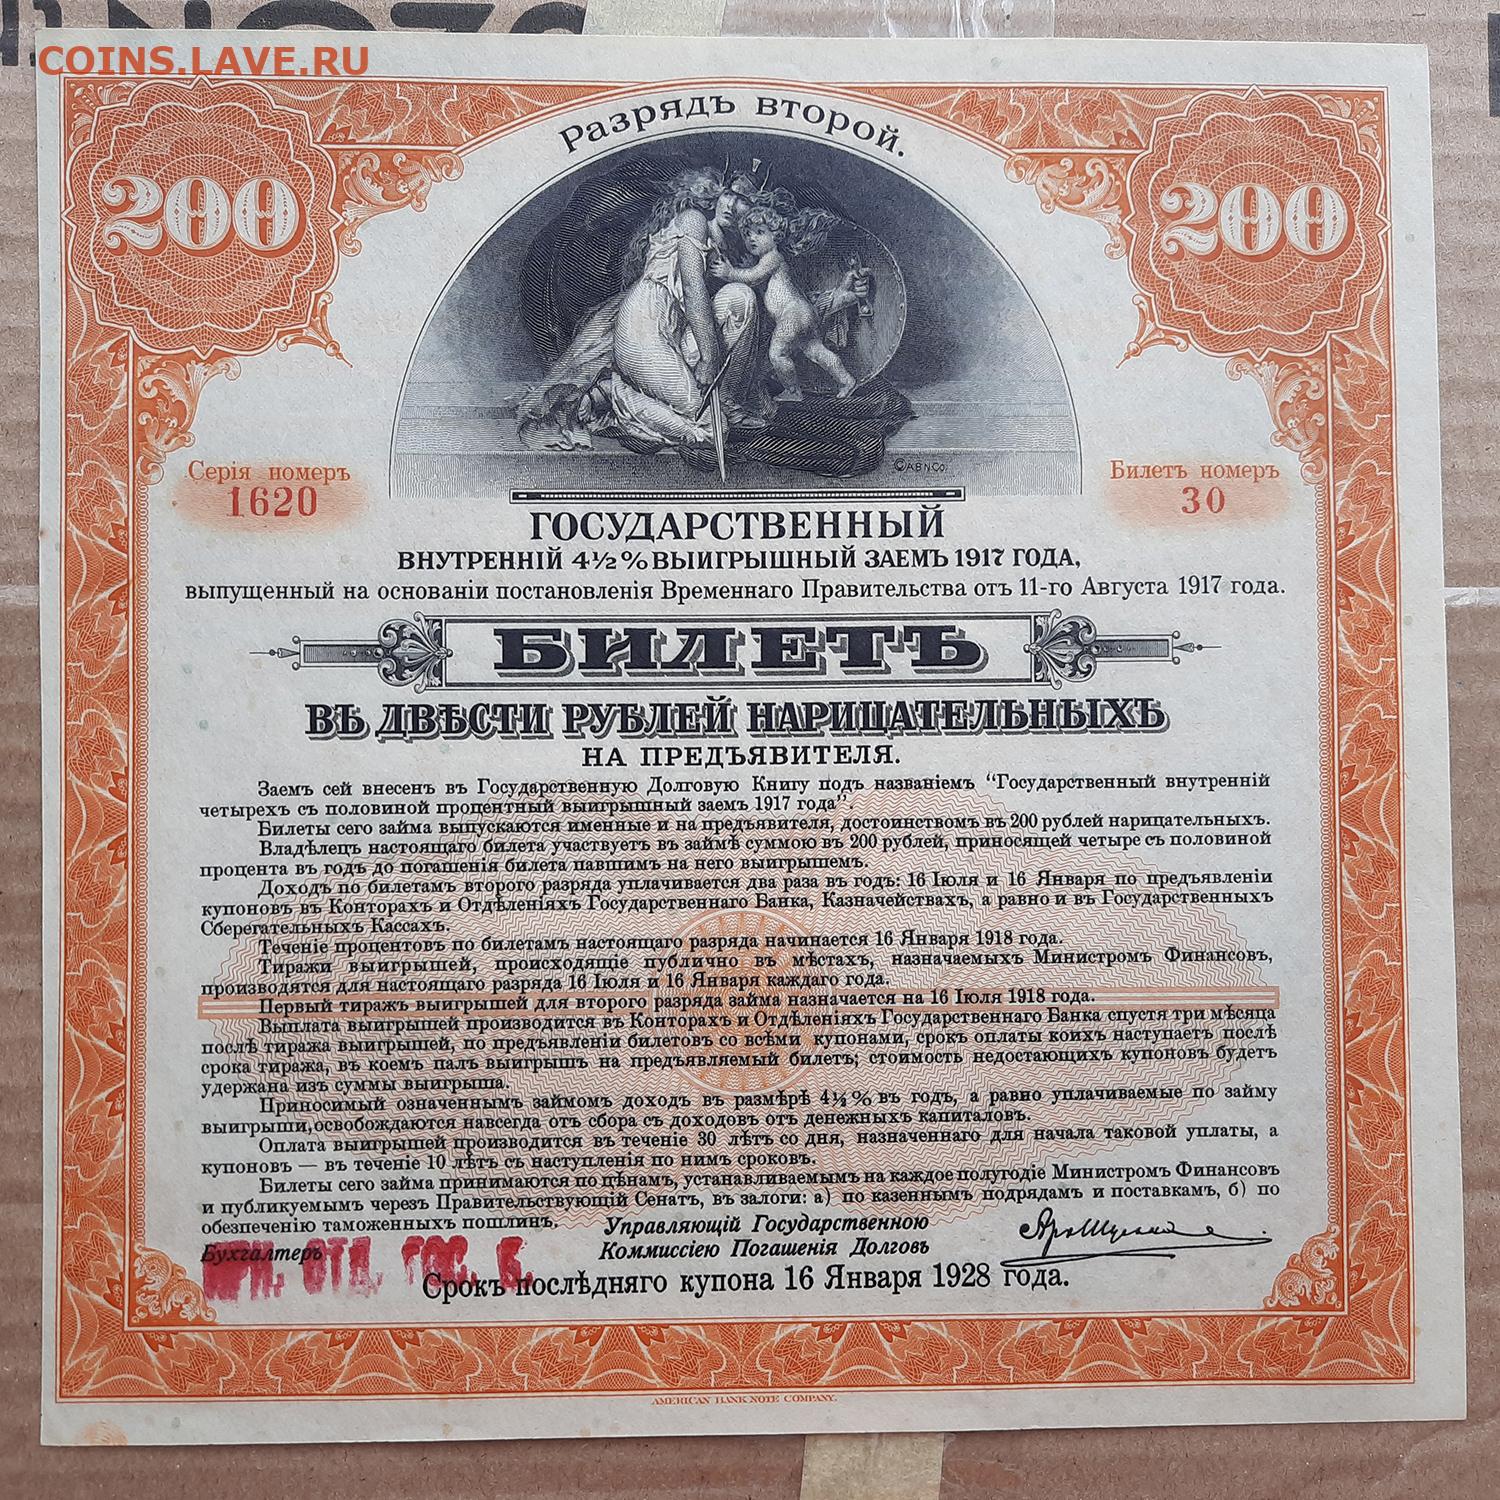 COINS.LAVE.RU
Разрядъ второй.
200
200
©ABNCo.
Серія номеръ
1620
Билетъ номеръ
30
ГОСУДАРСТВЕННЫЙ
ВНУТРЕННІЙ 4½% ВЫИГРЫШНЫЙ ЗАЕМЪ 1917 ГОДА,
выпущенный на основаніи постановленія Временнаго Правительства отъ 11-го Августа 1917 года.
БИЛЕТЪ
ВЪ ДВѢСТИ РУБЛЕЙ НАРИЦАТЕЛЬНЫХЪ
НА ПРЕДЪЯВИТЕЛЯ.
Заемъ сей внесенъ въ Государственную Долговую Книгу подъ названіемъ “Государственный внутренній
четырехъ съ половиной процентный выигрышный заемъ 1917 года”.
Билеты сего займа выпускаются именные и на предъявителя, достоинствомъ въ 200 рублей нарицательныхъ.
Владѣлецъ настоящаго билета участвуетъ въ займѣ суммою въ 200 рублей, приносящей четыре съ половиной
процента въ годъ до погашенія билета павшимъ на него выигрышемъ.
Доходъ по билетамъ второго разряда уплачивается два раза въ годъ: 16 Іюля и 16 Января по предъявленіи
купоновъ въ Конторахъ и Отдѣленіяхъ Государственнаго Банка, Казначействахъ, а равно и въ Государственныхъ
Сберегательныхъ Кассахъ.
Теченіе процентовъ по билетамъ настоящаго разряда начинается 16 Января 1918 года.
Тиражи выигрышей, происходящіе публично въ мѣстахъ, назначаемыхъ Министромъ Финансовъ,
производятся для настоящаго разряда 16 Іюля и 16 Января каждаго года.
Первый тиражъ выигрышей для второго разряда займа назначается на 16 Іюля 1918 года.
Выплата выигрышей производится въ Конторахъ и Отдѣленіяхъ Государственнаго Банка спустя три мѣсяца
послѣ тиража выигрышей, по предъявленіи билетовъ со всѣми купонами, срокъ оплаты коихъ наступаетъ послѣ
срока тиража, въ коемъ палъ выигрышъ на предъявляемый билетъ; стоимость недостающихъ купоновъ будетъ
удержана изъ суммы выигрыша.
Приносимый означеннымъ займомъ доходъ въ размѣрѣ 4½% въ годъ, а равно уплачиваемые по займу
выигрыши, освобождаются навсегда отъ сбора съ доходовъ отъ денежныхъ капиталовъ.
Оплата выигрышей производится въ теченіе 30 лѣтъ со дня, назначеннаго для начала таковой уплаты, а
купоновъ — въ теченіе 10 лѣтъ съ наступленія по нимъ сроковъ.
Билеты сего займа принимаются по цѣнамъ, устанавливаемымъ на каждое полугодіе Министромъ Финансовъ
и публикуемымъ черезъ Правительствующій Сенатъ, въ залоги: а) по казеннымъ подрядамъ и поставкамъ, б) по
обезпеченію таможенныхъ пошлинъ.
Управляющій Государственною
Коммиссіею Погашенія Долговъ
Бухгалтеръ
ОТД. ГОС. Б.
Срокъ послѣдняго купона 16 Января 1928 года.
AMERICAN BANK NOTE COMPANY.